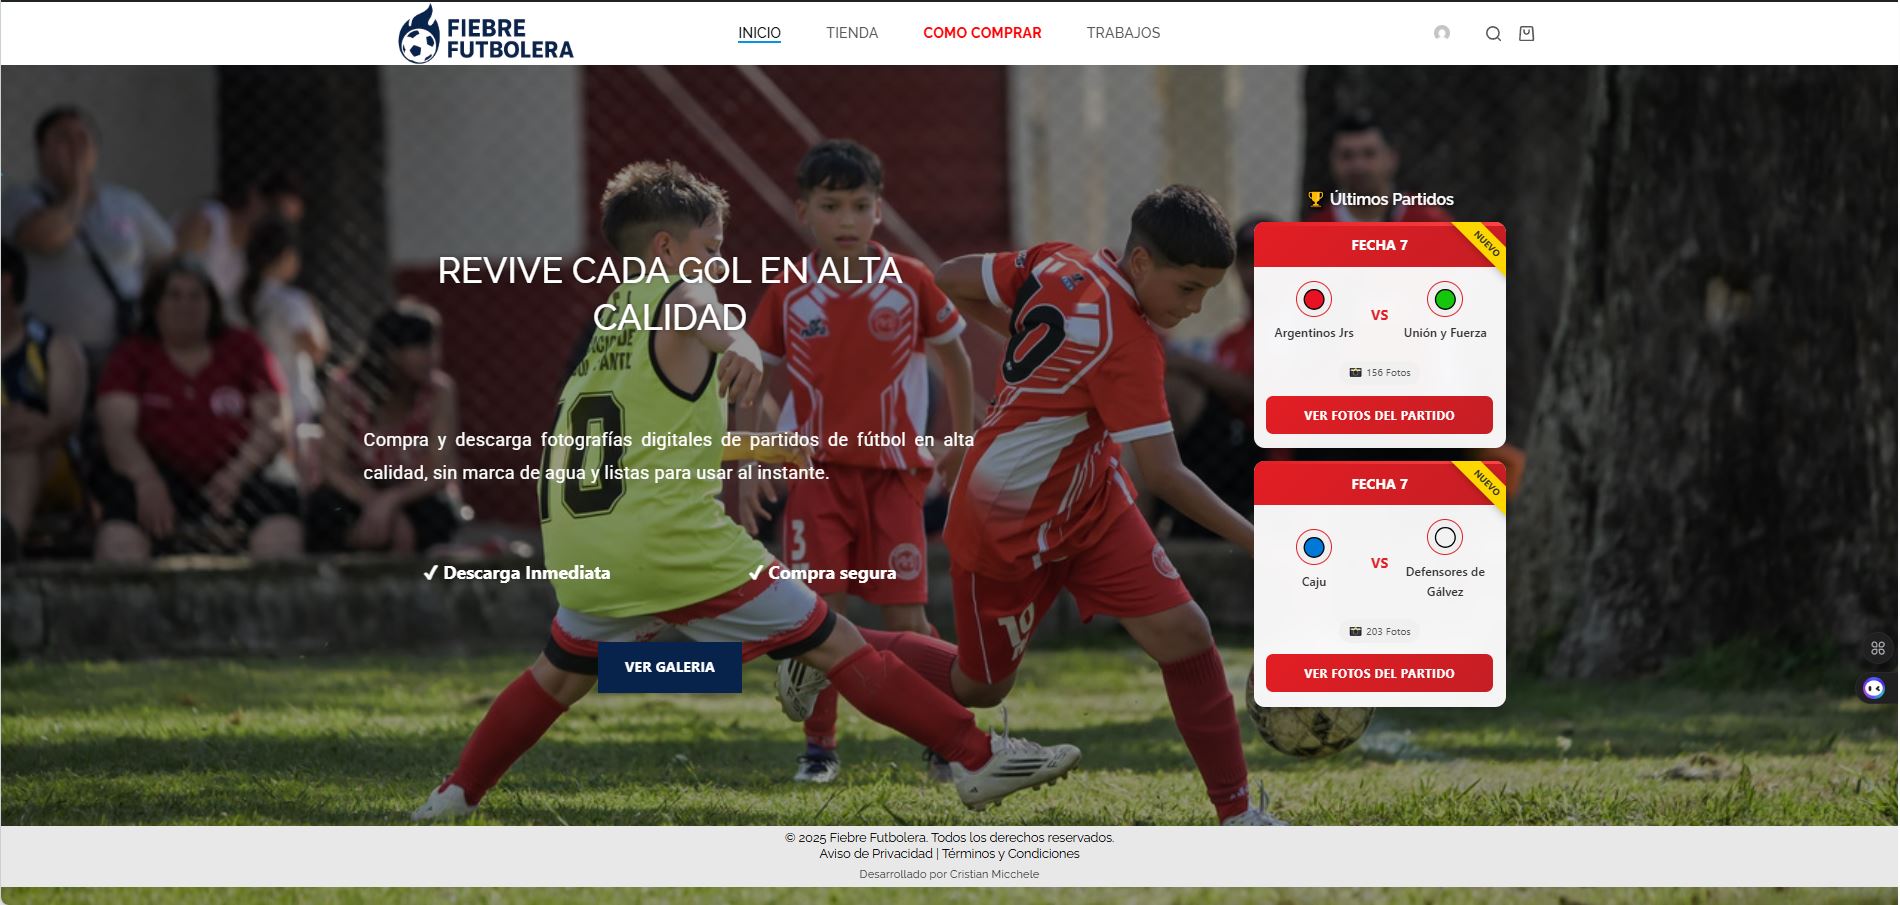 FIEBRE
FUTBOLERA
INICIO
TIENDA
COMO COMPRAR
TRABAJOS
🏆 Últimos Partidos
FECHA 7
NUEVO
Argentinos Jrs
VS
Unión y Fuerza
📸 156 Fotos
VER FOTOS DEL PARTIDO
FECHA 7
NUEVO
Caju
VS
Defensores de
Gálvez
📸 203 Fotos
VER FOTOS DEL PARTIDO
REVIVE CADA GOL EN ALTA
CALIDAD
Compra y descarga fotografías digitales de partidos de fútbol en alta
calidad, sin marca de agua y listas para usar al instante.
✔ Descarga Inmediata
✔ Compra segura
VER GALERIA
10
3
10
© 2025 Fiebre Futbolera. Todos los derechos reservados.
Aviso de Privacidad | Términos y Condiciones
Desarrollado por Cristian Micchele